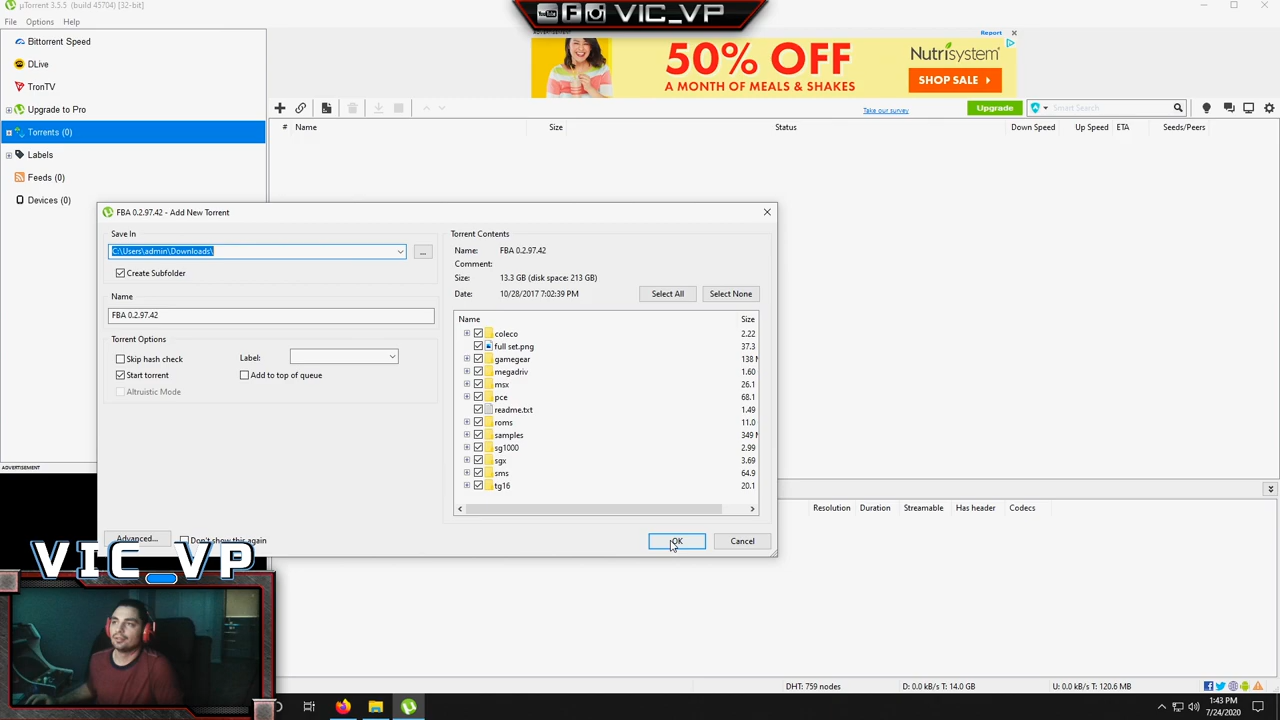 µTorrent 3.5.5 (build 45704) [32-bit]
VIC_VP
File Options Help
Report
Bittorrent Speed
DLive
TronTV
Upgrade to Pro
Torrents (0)
Labels
Feeds (0)
Devices (0)
50% OFF
A MONTH OF MEALS & SHAKES
Nutrisystem®
SHOP SALE
Take our survey
Upgrade
Smart Search
# Name Size Status Down Speed Up Speed ETA Seeds/Peers
FBA 0.2.97.42 - Add New Torrent
Save In
C:\Users\admin\Downloads\
...
Create Subfolder
Name
FBA 0.2.97.42
Torrent Options
Skip hash check
Label:
Start torrent
Add to top of queue
Altruistic Mode
Advanced...
Don't show this again
Torrent Contents
Name: FBA 0.2.97.42
Comment:
Size: 13.3 GB (disk space: 213 GB)
Date: 10/28/2017 7:02:39 PM
Select All
Select None
Name Size
coleco 2.22
full set.png 37.3
gamegear 138 M
megadriv 1.60
msx 26.1
pce 68.1
readme.txt 1.49
roms 11.0
samples 349 M
sg1000 2.99
sgx 3.69
sms 64.9
tg16 20.1
OK
Cancel
ADVERTISEMENT
Resolution Duration Streamable Has header Codecs
VIC_VP
DHT: 759 nodes
D: 0.0 kB/s T: 14.0 GB
U: 0.0 kB/s T: 120.6 MB
1:43 PM
7/24/2020